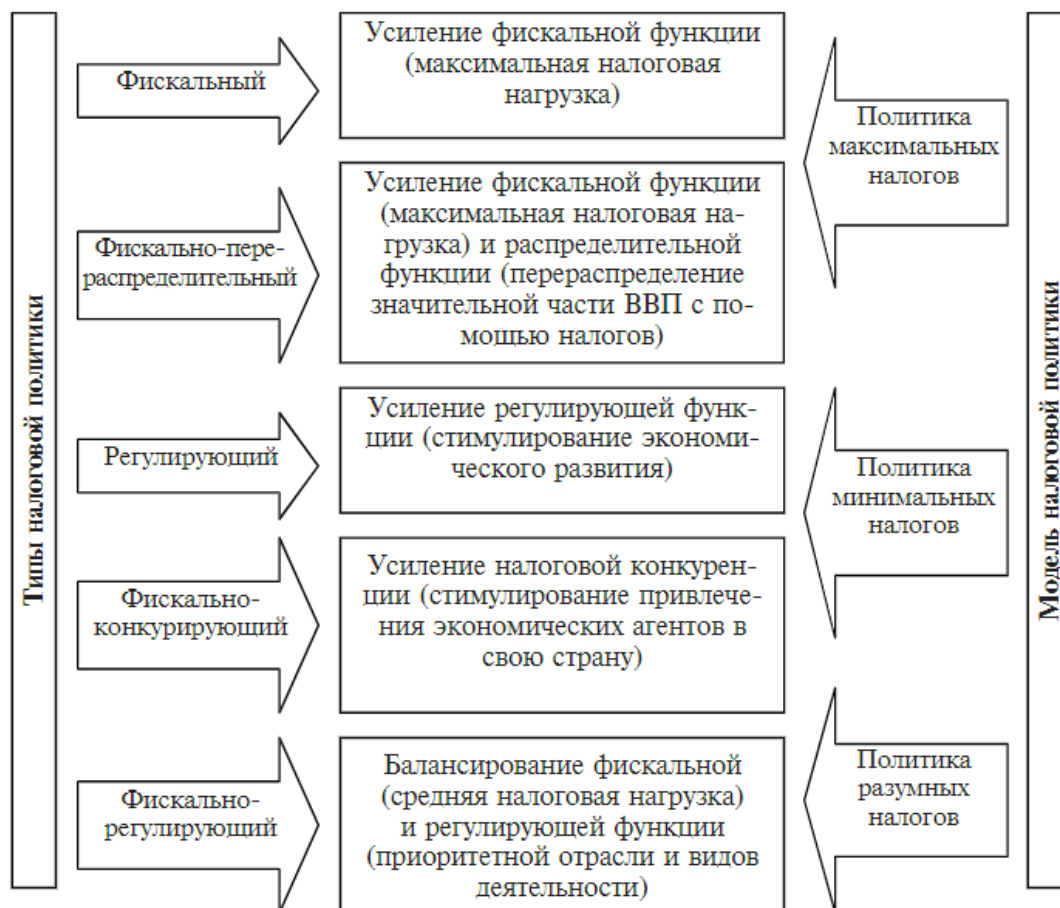 Типы налоговой политики
Фискальный
Усиление фискальной функции
(максимальная налоговая
нагрузка)
Фискально-пере-
распределительный
Усиление фискальной функции
(максимальная налоговая на-
грузка) и распределительной
функции (перераспределение
значительной части ВВП с по-
мощью налогов)
Политика
максимальных
налогов
Регулирующий
Усиление регулирующей функ-
ции (стимулирование экономи-
ческого развития)
Фискально-
конкурирующий
Усиление налоговой конкурен-
ции (стимулирование привлече-
ния экономических агентов в
свою страну)
Политика
минимальных
налогов
Фискально-
регулирующий
Балансирование фискальной
(средняя налоговая нагрузка)
и регулирующей функции
(приоритетной отрасли и видов
деятельности)
Политика
разумных
налогов
Модель налоговой политики